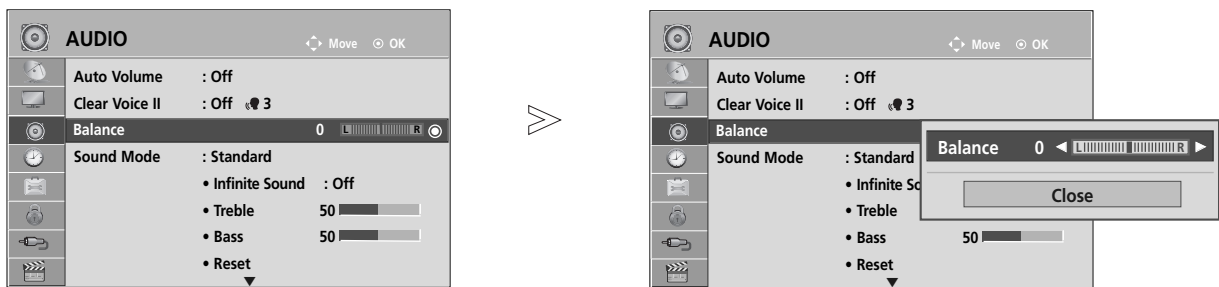 AUDIO Move OK
Auto Volume : Off
Clear Voice II : Off 3
Balance 0 L R
Sound Mode : Standard
• Infinite Sound : Off
• Treble 50
• Bass 50
• Reset
AUDIO Move OK
Auto Volume : Off
Clear Voice II : Off 3
Balance
Sound Mode : Standard
• Infinite So
• Treble
• Bass 50
• Reset
Balance 0 L R
Close